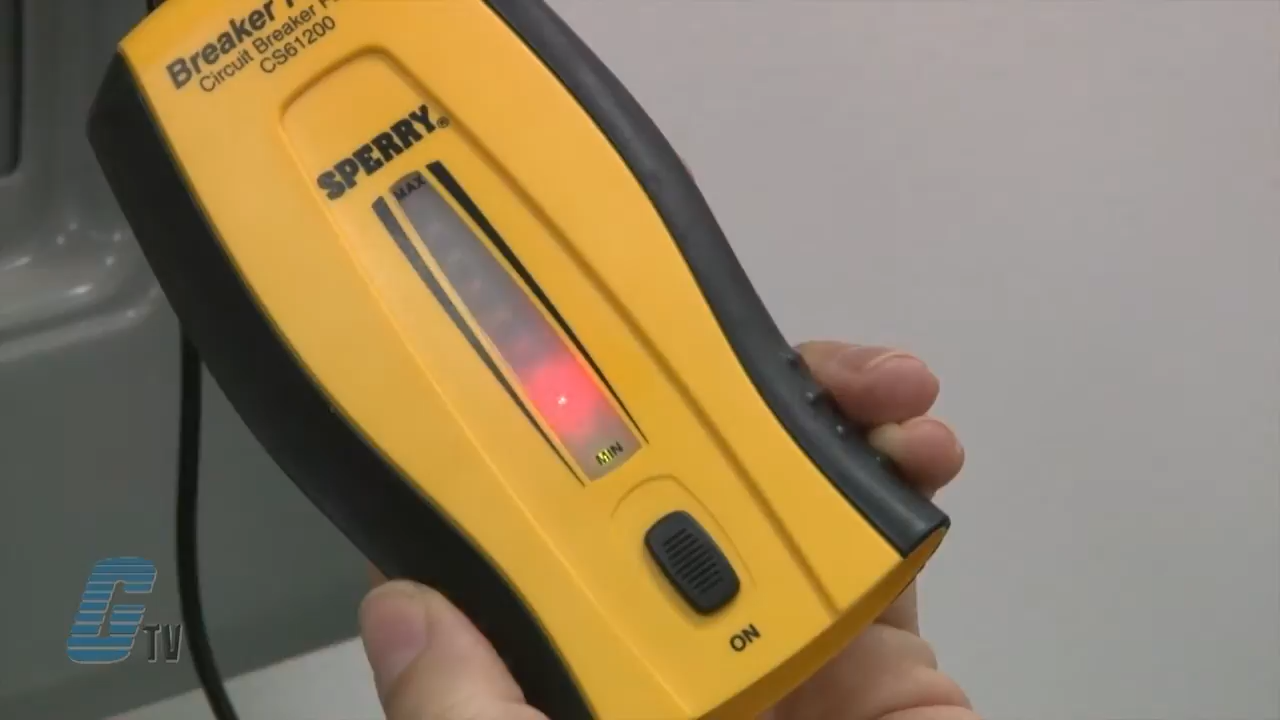 Breaker
Circuit Breaker
CS61200
SPERRY®
MAX
MIN
ON
G TV